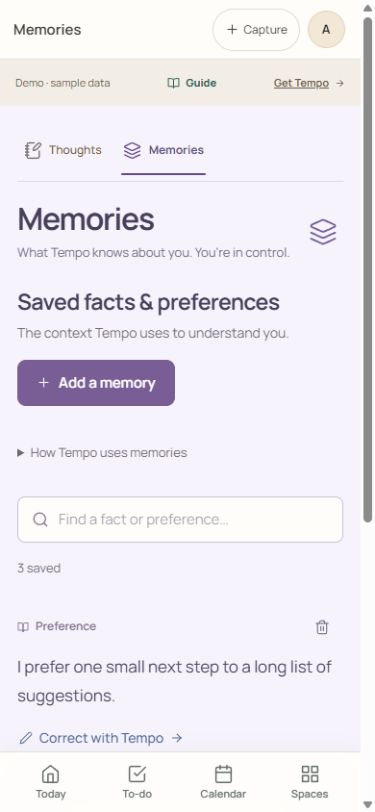 Memories
+ Capture
A
Demo · sample data
Guide
Get Tempo →
Thoughts
Memories
Memories
What Tempo knows about you. You're in control.
Saved facts & preferences
The context Tempo uses to understand you.
+ Add a memory
How Tempo uses memories
Find a fact or preference...
3 saved
Preference
I prefer one small next step to a long list of
suggestions.
Correct with Tempo →
Today
To-do
Calendar
Spaces